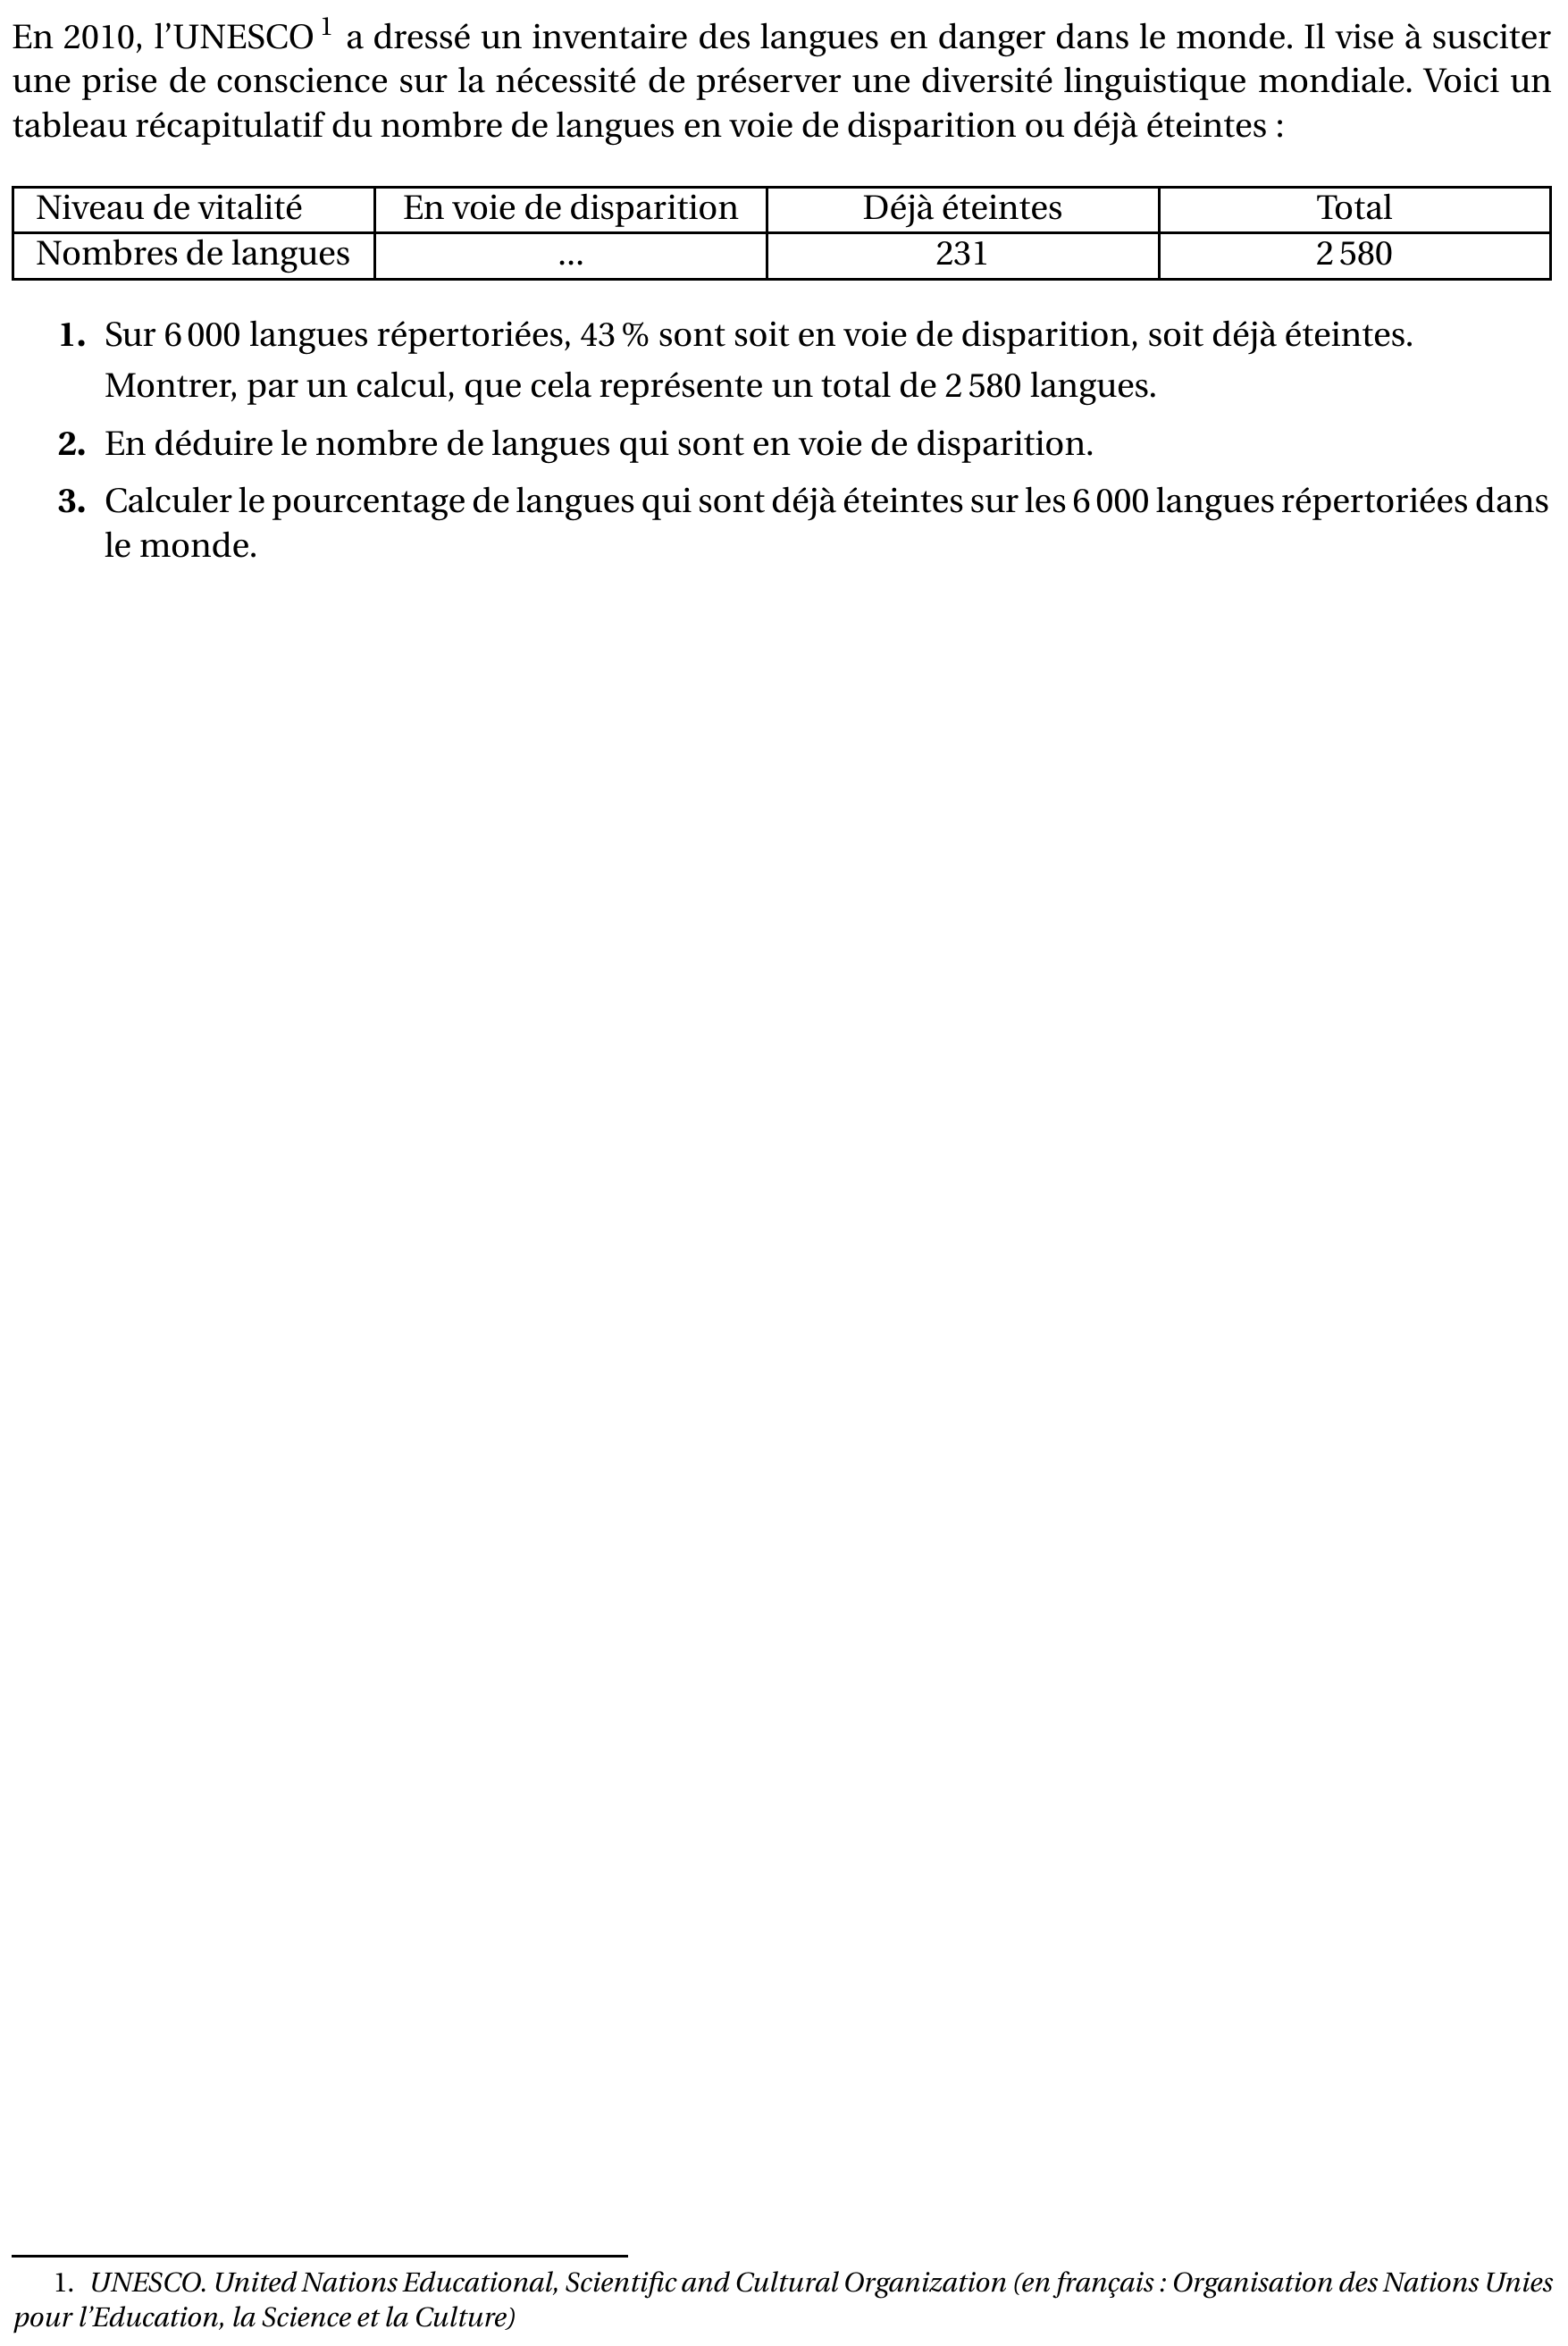 En 2010, l’UNESCO 1 a dressé un inventaire des langues en danger dans le monde. Il vise à susciter
une prise de conscience sur la nécessité de préserver une diversité linguistique mondiale. Voici un
tableau récapitulatif du nombre de langues en voie de disparition ou déjà éteintes :
Niveau de vitalité En voie de disparition Déjà éteintes Total
Nombres de langues ... 231 2 580
1. Sur 6 000 langues répertoriées, 43 % sont soit en voie de disparition, soit déjà éteintes.
Montrer, par un calcul, que cela représente un total de 2 580 langues.
2. En déduire le nombre de langues qui sont en voie de disparition.
3. Calculer le pourcentage de langues qui sont déjà éteintes sur les 6 000 langues répertoriées dans
le monde.
1. UNESCO. United Nations Educational, Scientific and Cultural Organization (en français : Organisation des Nations Unies
pour l’Education, la Science et la Culture)